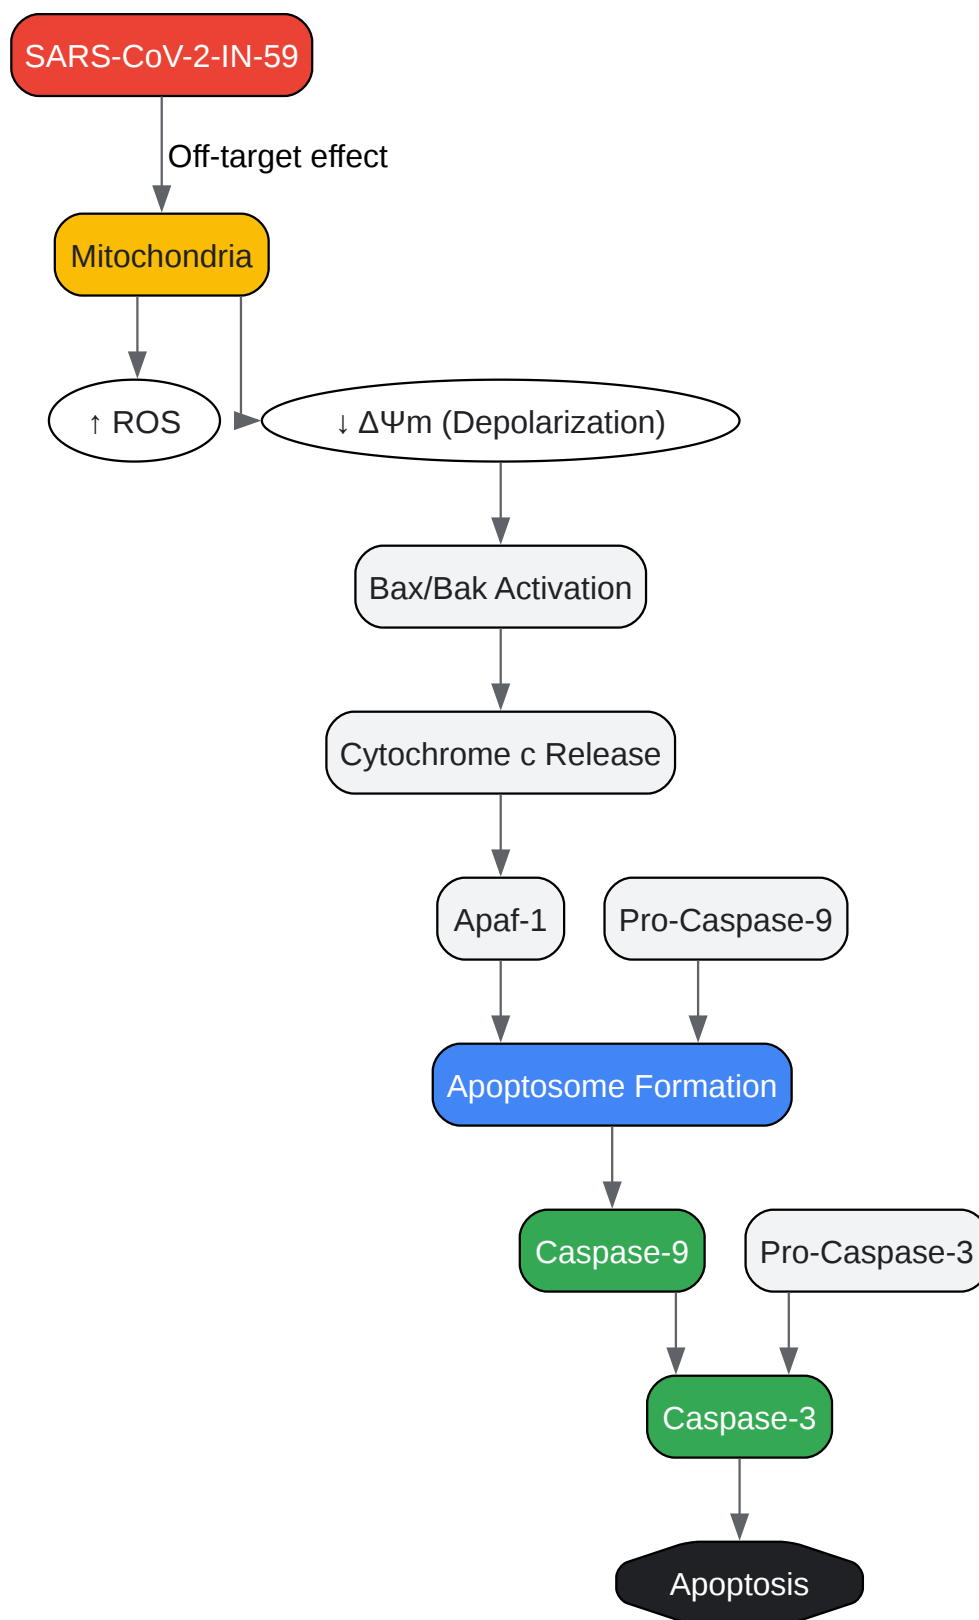 SARS-CoV-2-IN-59
Off-target effect
Mitochondria
↑ ROS
↓ ΔΨm (Depolarization)
Bax/Bak Activation
Cytochrome c Release
Apaf-1
Pro-Caspase-9
Apoptosome Formation
Caspase-9
Pro-Caspase-3
Caspase-3
Apoptosis